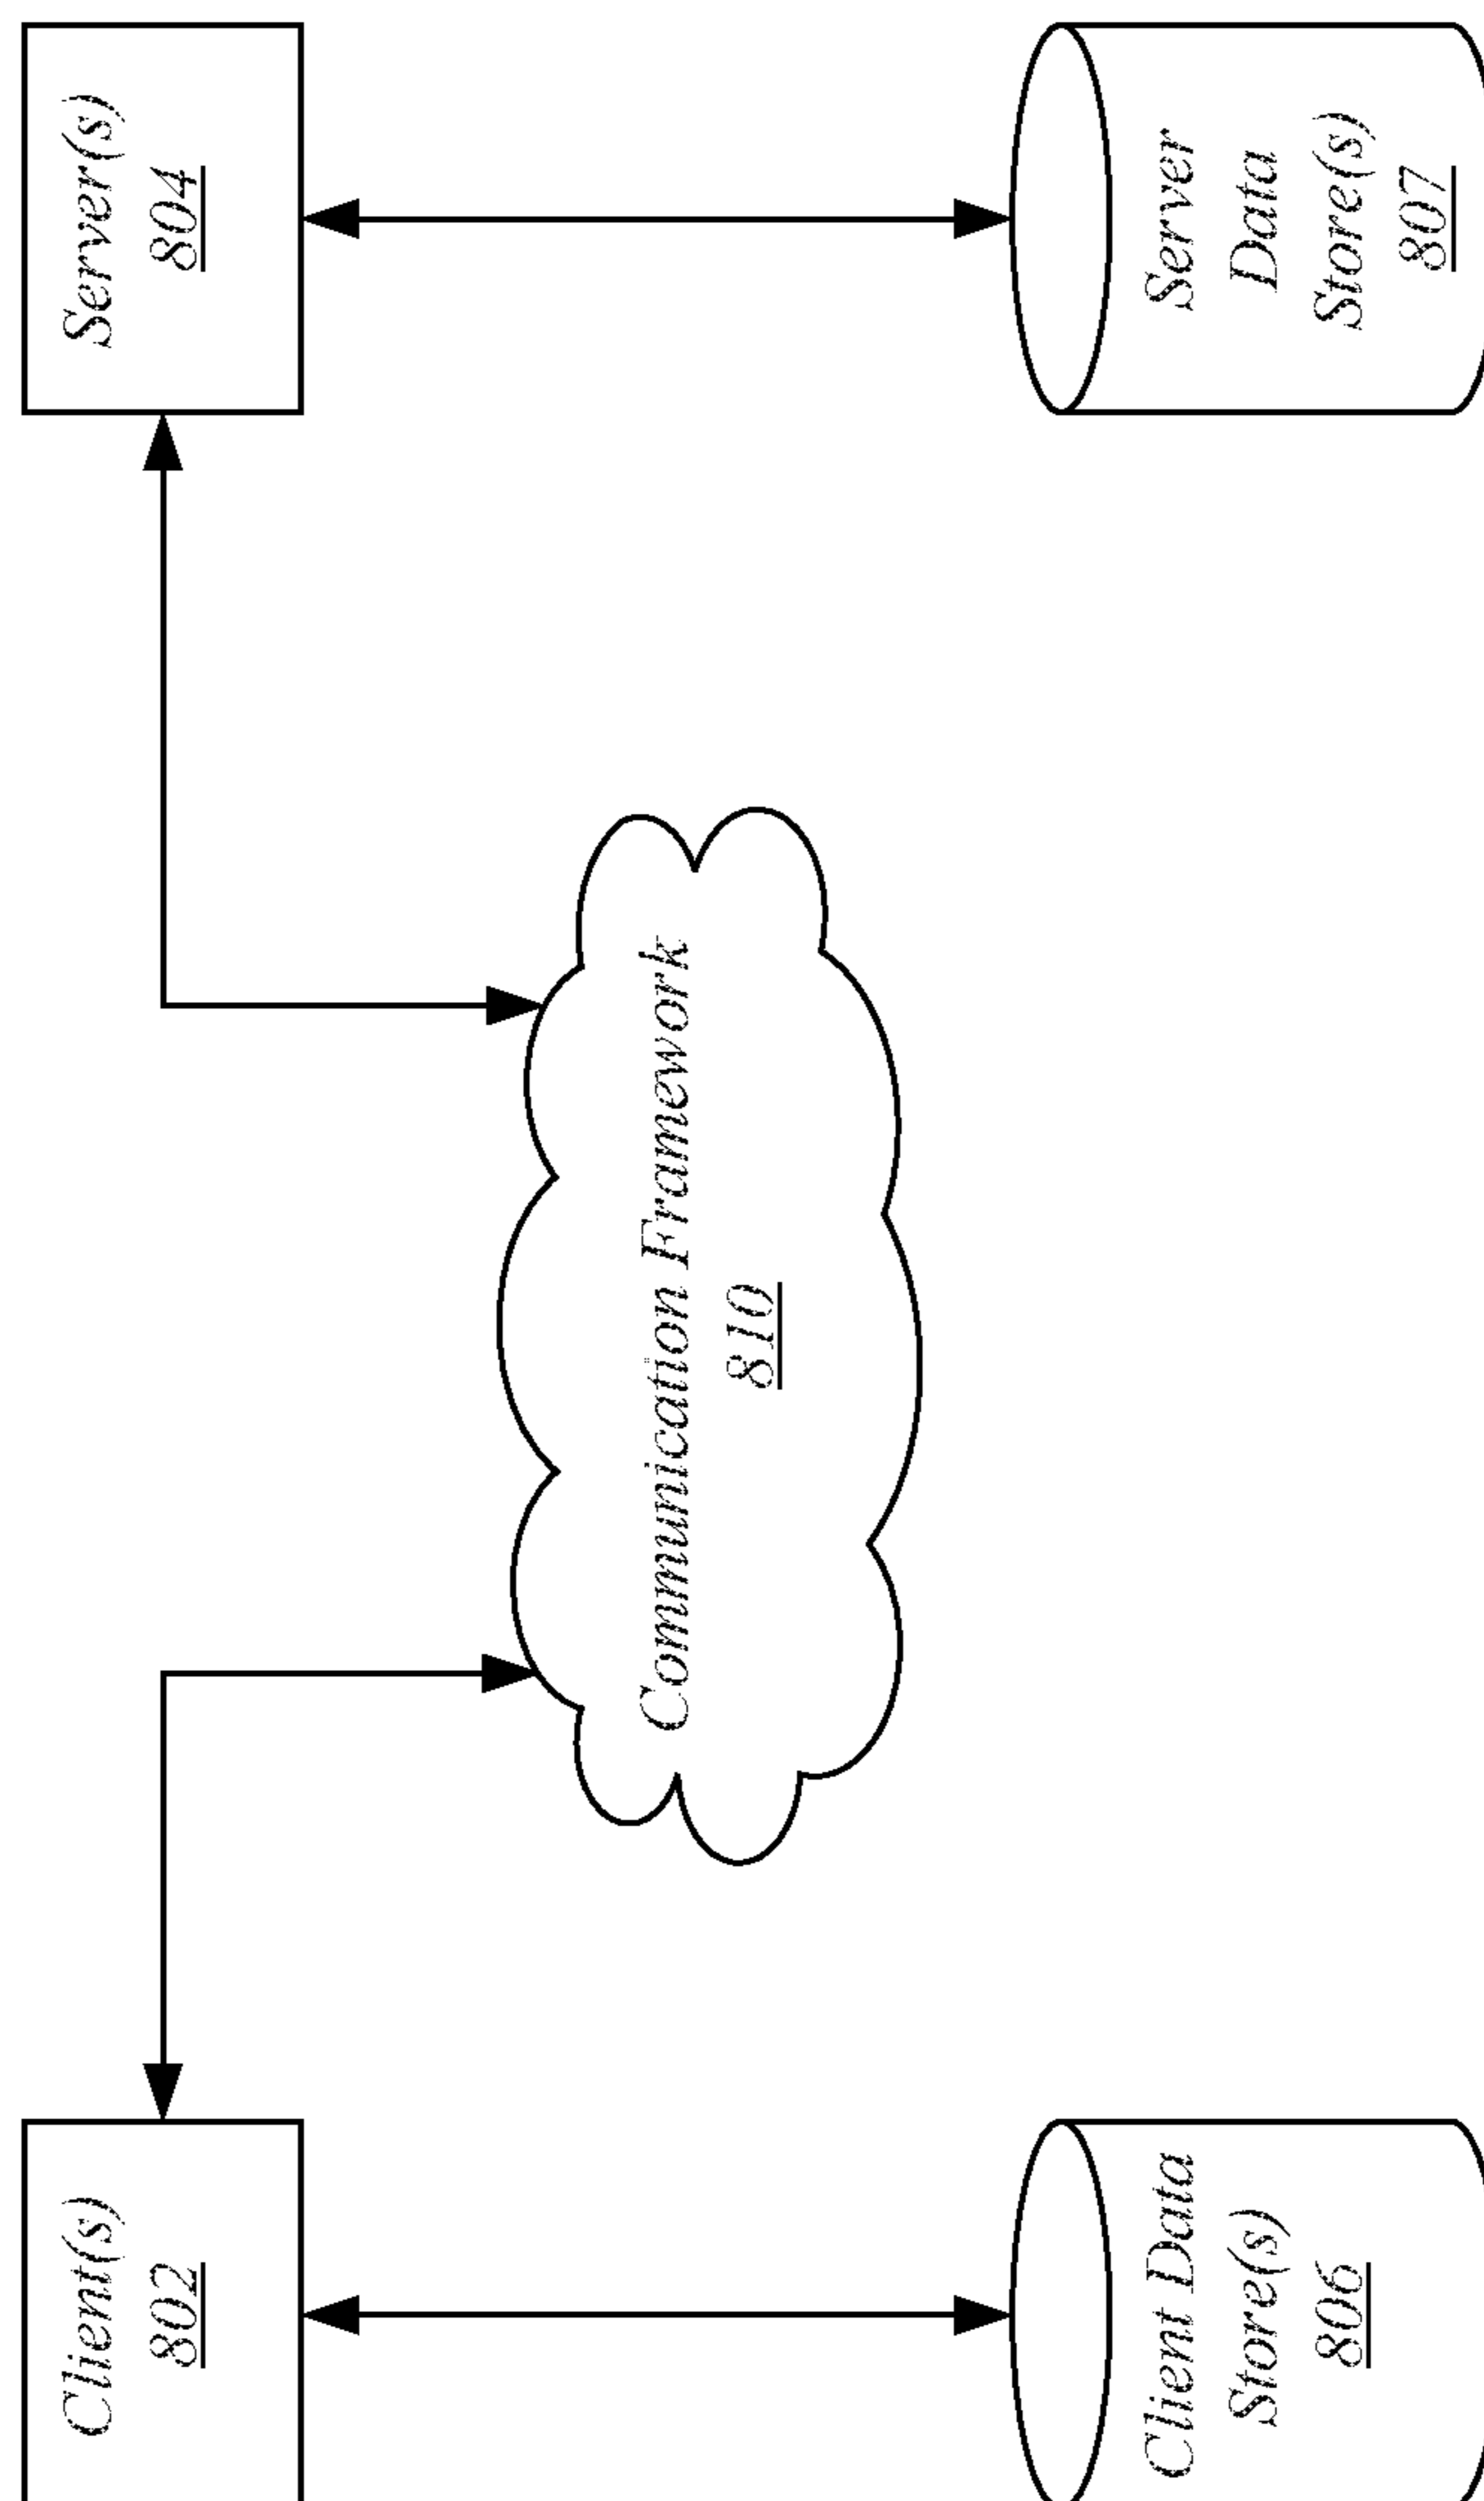 Client(s)
802
Server(s)
804
Communication Framework
810
Client Data
Store(s)
806
Server
Data
Store(s)
807